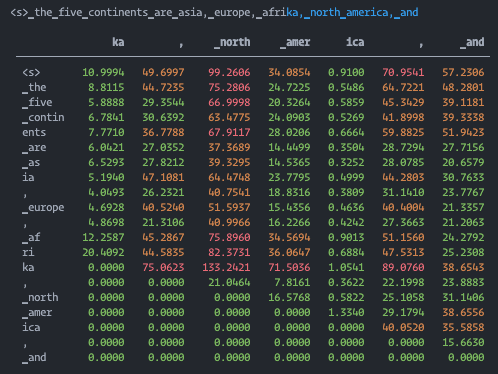 <s>_the_five_continents_are_asia,_europe,_afrika,_north_america,_and
ka , _north _amer ica , _and
<s> 10.9994 49.6997 99.2606 34.0854 0.9100 70.9541 57.2306
_the 8.8115 44.7235 75.2806 24.7225 0.5486 64.7221 48.2801
_five 5.8888 29.3544 66.9998 20.3264 0.5859 45.3429 39.1181
_contin 6.7841 30.6392 63.4775 24.0903 0.5269 41.8998 39.3338
ents 7.7710 36.7788 67.9117 28.0206 0.6664 59.8825 51.9423
_are 6.0421 27.0352 37.3689 14.4499 0.3504 28.7294 27.7156
_as 6.5293 27.8212 39.3295 14.5365 0.3252 28.0785 20.6579
ia 5.1940 47.1081 64.4748 23.7795 0.4999 44.2803 30.7633
, 4.0493 26.2321 40.7541 18.8316 0.3809 31.1410 23.7767
_europe 4.6928 40.5240 51.5937 15.4356 0.4636 40.4004 21.3357
, 4.8698 21.3106 40.9966 16.2266 0.4242 27.3663 21.2063
_af 12.2587 45.2867 75.8960 34.5694 0.9013 51.1560 24.2792
ri 20.4092 44.5835 82.3731 36.0647 0.6884 47.5313 25.2308
ka 0.0000 75.0623 133.2421 71.5036 1.0541 89.0760 38.6543
, 0.0000 0.0000 21.0464 7.8161 0.3622 22.1998 23.8883
_north 0.0000 0.0000 0.0000 16.5768 0.5822 25.1058 31.1406
_amer 0.0000 0.0000 0.0000 0.0000 1.3340 29.1794 38.6556
ica 0.0000 0.0000 0.0000 0.0000 0.0000 40.0520 35.5858
, 0.0000 0.0000 0.0000 0.0000 0.0000 0.0000 15.6630
_and 0.0000 0.0000 0.0000 0.0000 0.0000 0.0000 0.0000